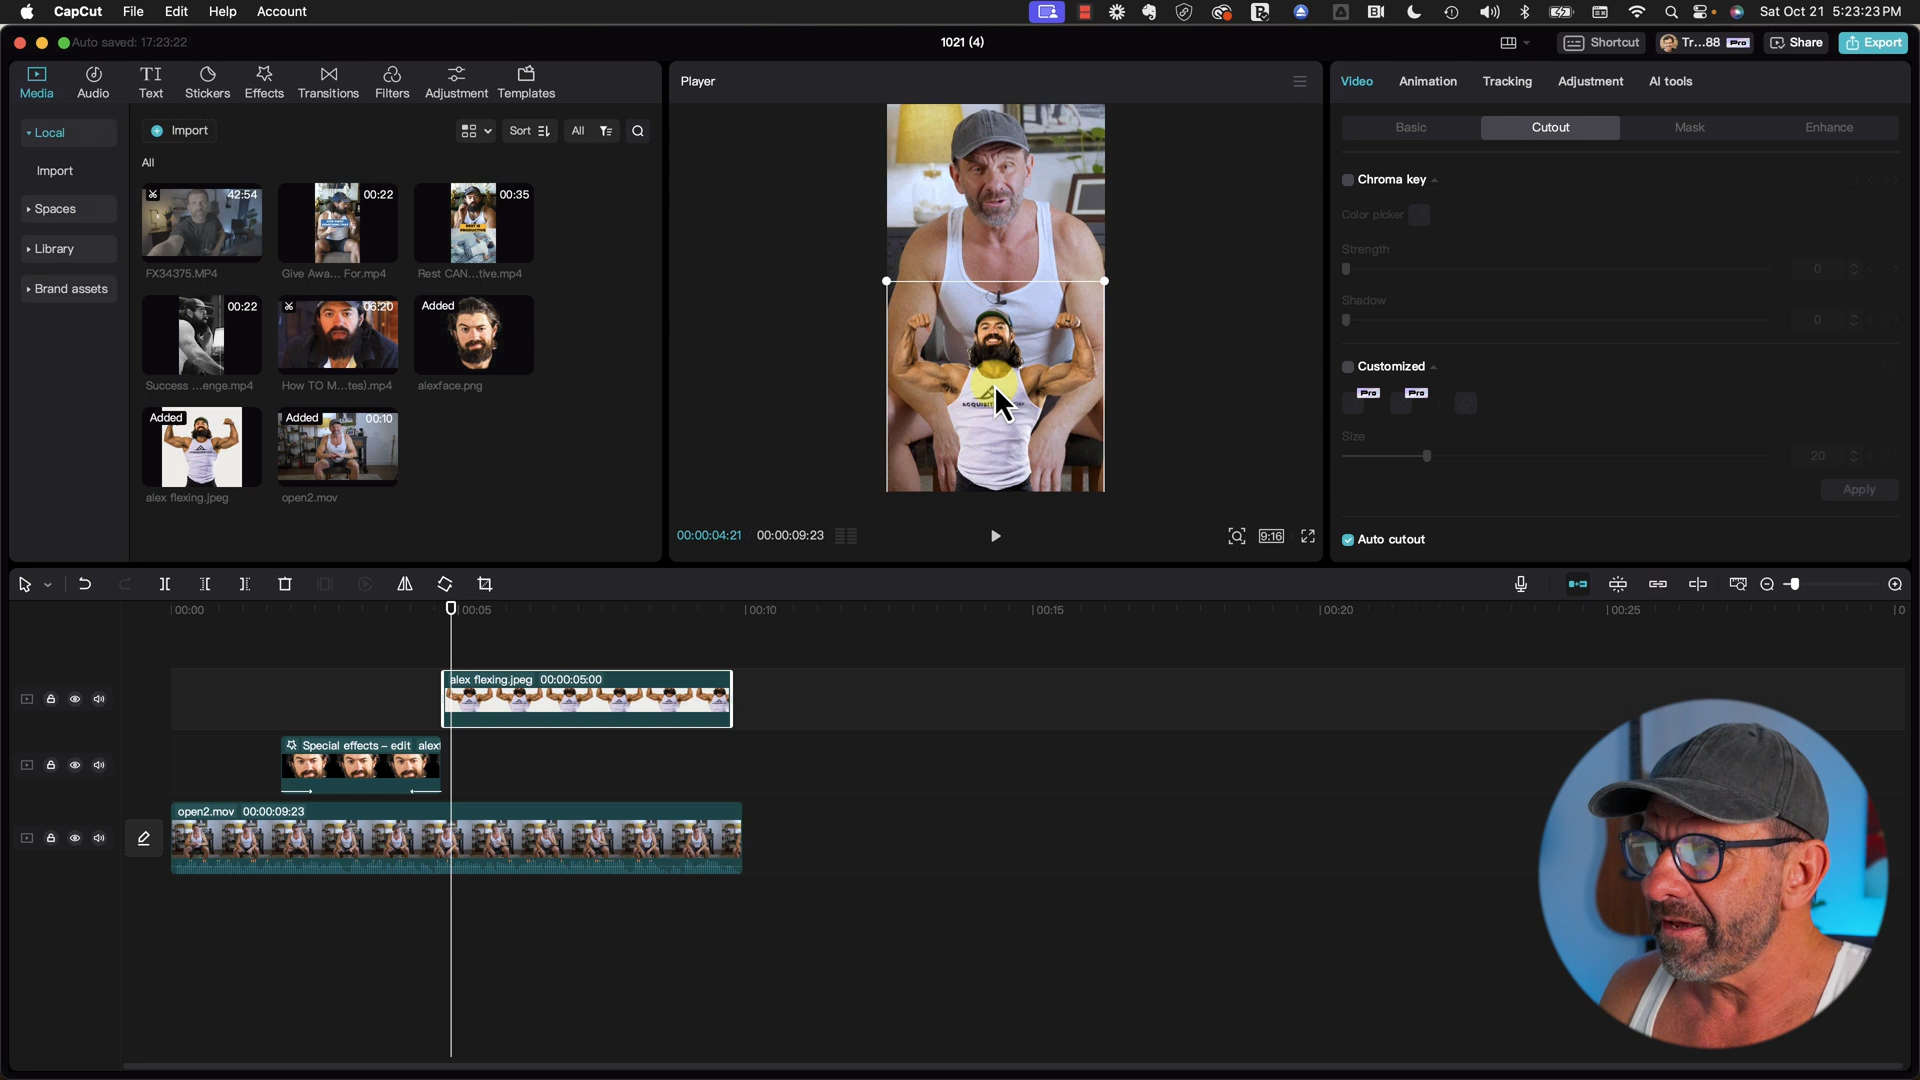 CapCut File Edit Help Account
Sat Oct 21 5:23:23 PM
Auto saved: 17:23:22
1021 (4)
Shortcut
Tr...88 Pro
Share
Export
Media
Audio
Text
Stickers
Effects
Transitions
Filters
Adjustment
Templates
Local
Import
Spaces
Library
Brand assets
Import
Sort
All
All
42:54
00:22
00:35
FX34375.MP4
Give Awa... For.mp4
Rest CAN...tive.mp4
00:22
06:20
Added
Success ...enge.mp4
How TO M...tes).mp4
alexface.png
Added
Added
00:10
alex flexing.jpeg
open2.mov
Player
00:00:04:21
00:00:09:23
9:16
Video
Animation
Tracking
Adjustment
AI tools
Basic
Cutout
Mask
Enhance
Chroma key
Color picker
Strength
0
Shadow
0
Customized
Pro
Pro
Size
20
Apply
Auto cutout
00:00
00:05
00:10
00:15
00:20
00:25
alex flexing.jpeg 00:00:05:00
Special effects – edit
open2.mov 00:00:09:23